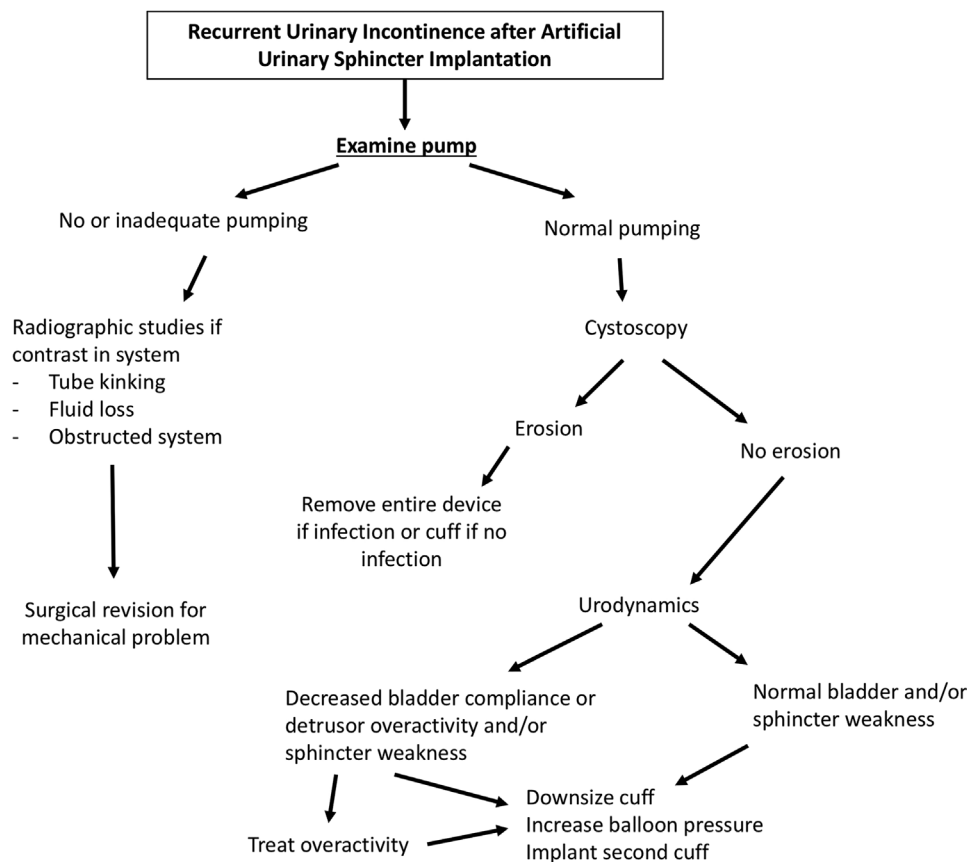 Recurrent Urinary Incontinence after Artificial
Urinary Sphincter Implantation
Examine pump
No or inadequate pumping
Normal pumping
Radiographic studies if
contrast in system
- Tube kinking
- Fluid loss
- Obstructed system
Cystoscopy
Erosion
No erosion
Remove entire device
if infection or cuff if no
infection
Surgical revision for
mechanical problem
Urodynamics
Decreased bladder compliance or
detrusor overactivity and/or
sphincter weakness
Normal bladder and/or
sphincter weakness
Treat overactivity
Downsize cuff
Increase balloon pressure
Implant second cuff